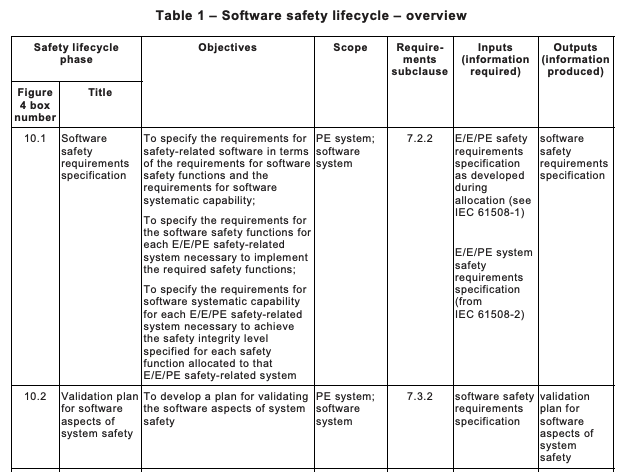 Table 1 – Software safety lifecycle – overview
Safety lifecycle
phase
Objectives
Scope
Require-
ments
subclause
Inputs
(information
required)
Outputs
(information
produced)
Figure
4 box
number
Title
10.1
Software
safety
requirements
specification
To specify the requirements for
safety-related software in terms
of the requirements for software
safety functions and the
requirements for software
systematic capability;
To specify the requirements for
the software safety functions for
each E/E/PE safety-related
system necessary to implement
the required safety functions;
To specify the requirements for
software systematic capability
for each E/E/PE safety-related
system necessary to achieve
the safety integrity level
specified for each safety
function allocated to that
E/E/PE safety-related system
PE system;
software
system
7.2.2
E/E/PE safety
requirements
specification
as developed
during
allocation (see
IEC 61508-1)
E/E/PE system
safety
requirements
specification
(from
IEC 61508-2)
software
safety
requirements
specification
10.2
Validation plan
for software
aspects of
system safety
To develop a plan for validating
the software aspects of system
safety
PE system;
software
system
7.3.2
software safety
requirements
specification
validation
plan for
software
aspects of
system
safety